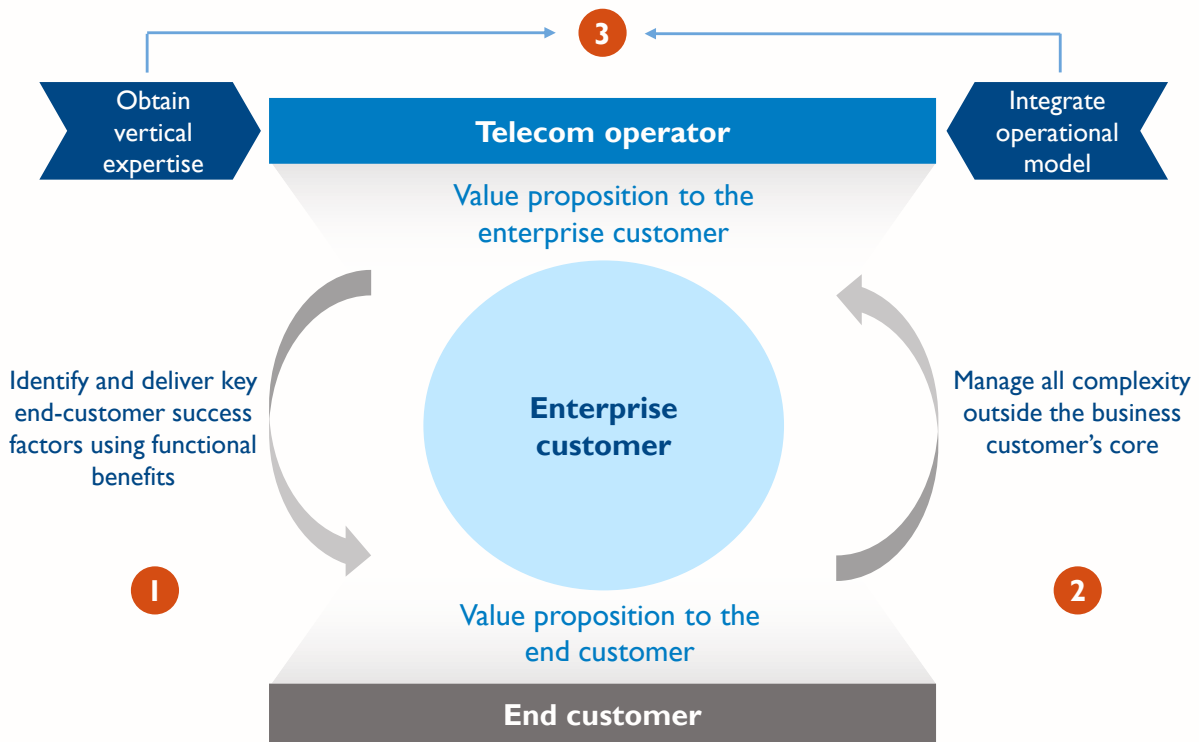 3
Obtain
vertical
expertise
Telecom operator
Integrate
operational
model
Value proposition to the
enterprise customer
Identify and deliver key
end-customer success
factors using functional
benefits
Enterprise
customer
Manage all complexity
outside the business
customer’s core
1
2
Value proposition to the
end customer
End customer